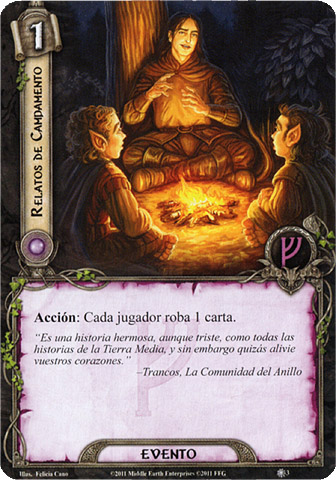 1
RELATOS DE CAMPAMENTO
Acción: Cada jugador roba 1 carta.
"Es una historia hermosa, aunque triste, como todas las
historias de la Tierra Media, y sin embargo quizás alivie
vuestros corazones."
–Trancos, La Comunidad del Anillo
EVENTO
Illus. Felicia Cano
©2011 Middle Earth Enterprises ©2011 FFG
3